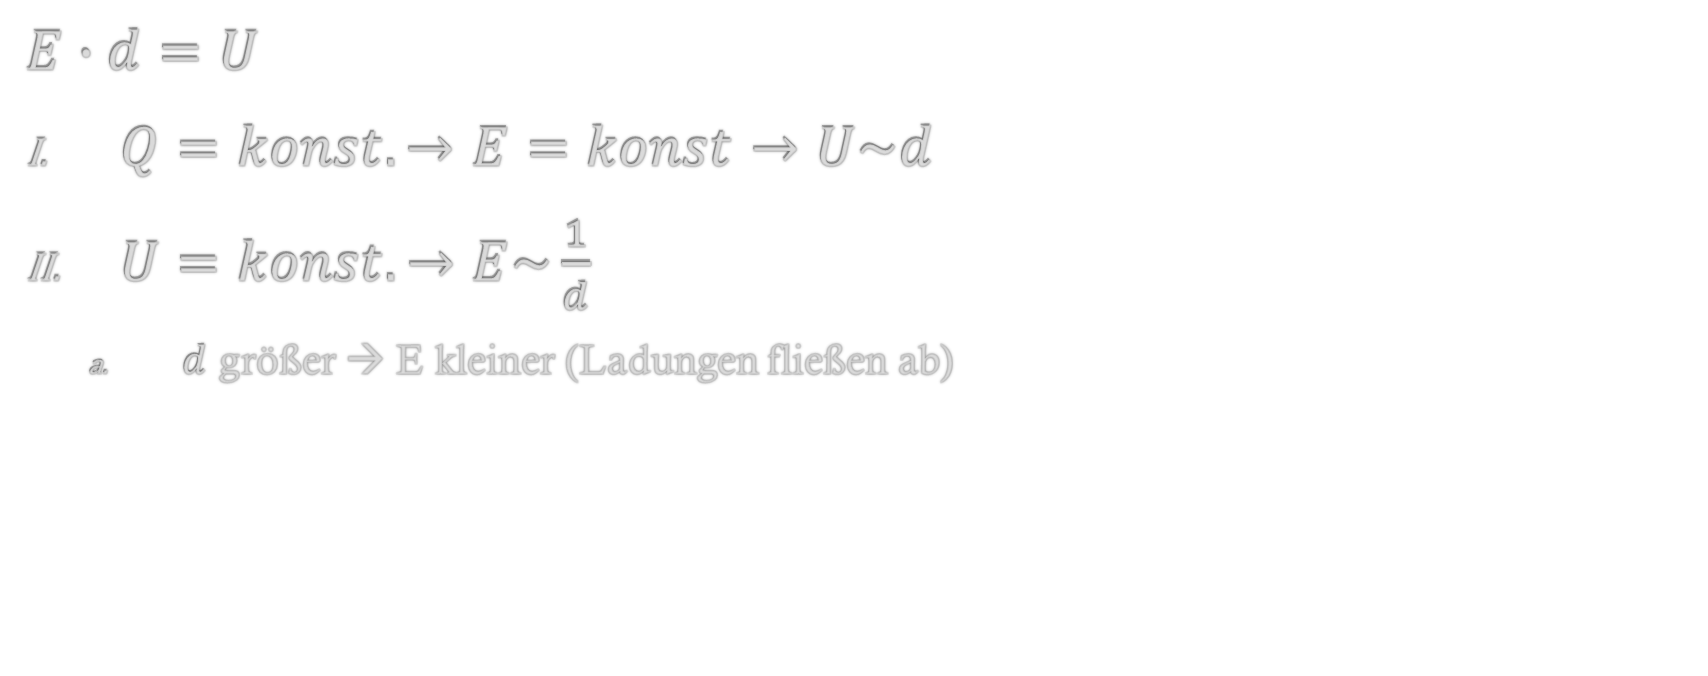 E · d = U
I. Q = konst. → E = konst → U~d
II. U = konst. → E~1/d
a. d größer → E kleiner (Ladungen fließen ab)